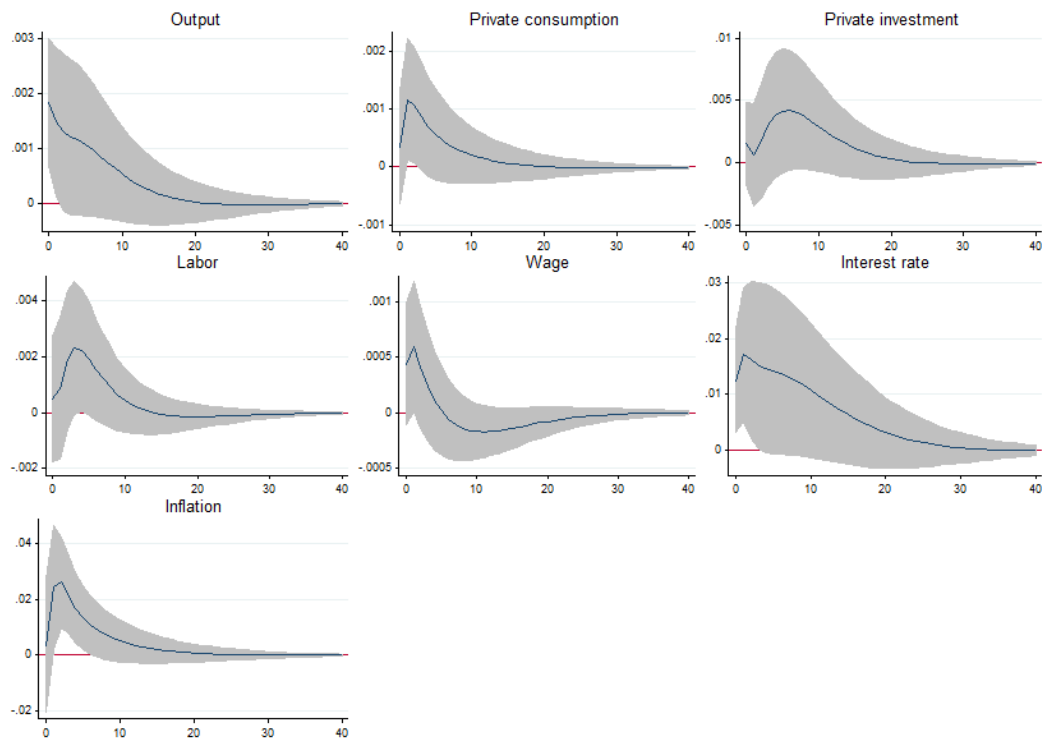 Output
.003
.002
.001
0
0 10 20 30 40
Private consumption
.002
.001
0
-.001
0 10 20 30 40
Private investment
.01
.005
0
-.005
0 10 20 30 40
Labor
.004
.002
0
-.002
0 10 20 30 40
Wage
.001
.0005
0
-.0005
0 10 20 30 40
Interest rate
.03
.02
.01
0
0 10 20 30 40
Inflation
.04
.02
0
-.02
0 10 20 30 40